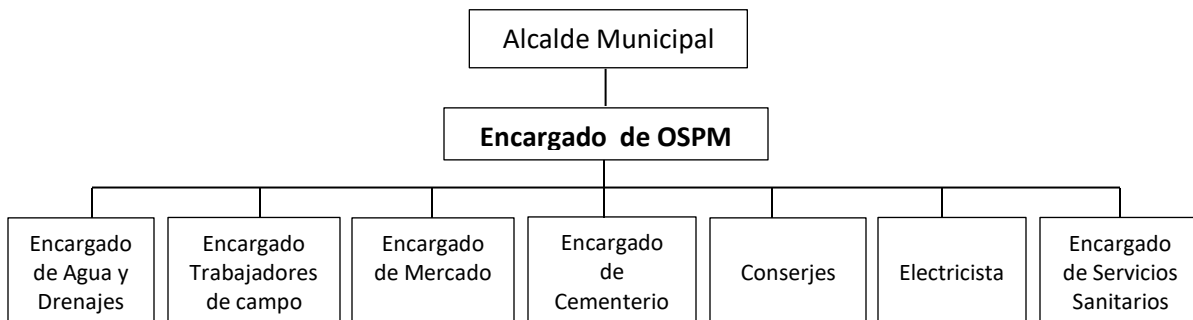 Alcalde Municipal
Encargado de OSPM
Encargado
de Agua y
Drenajes
Encargado
Trabajadores
de campo
Encargado
de Mercado
Encargado
de
Cementerio
Conserjes
Electricista
Encargado
de Servicios
Sanitarios